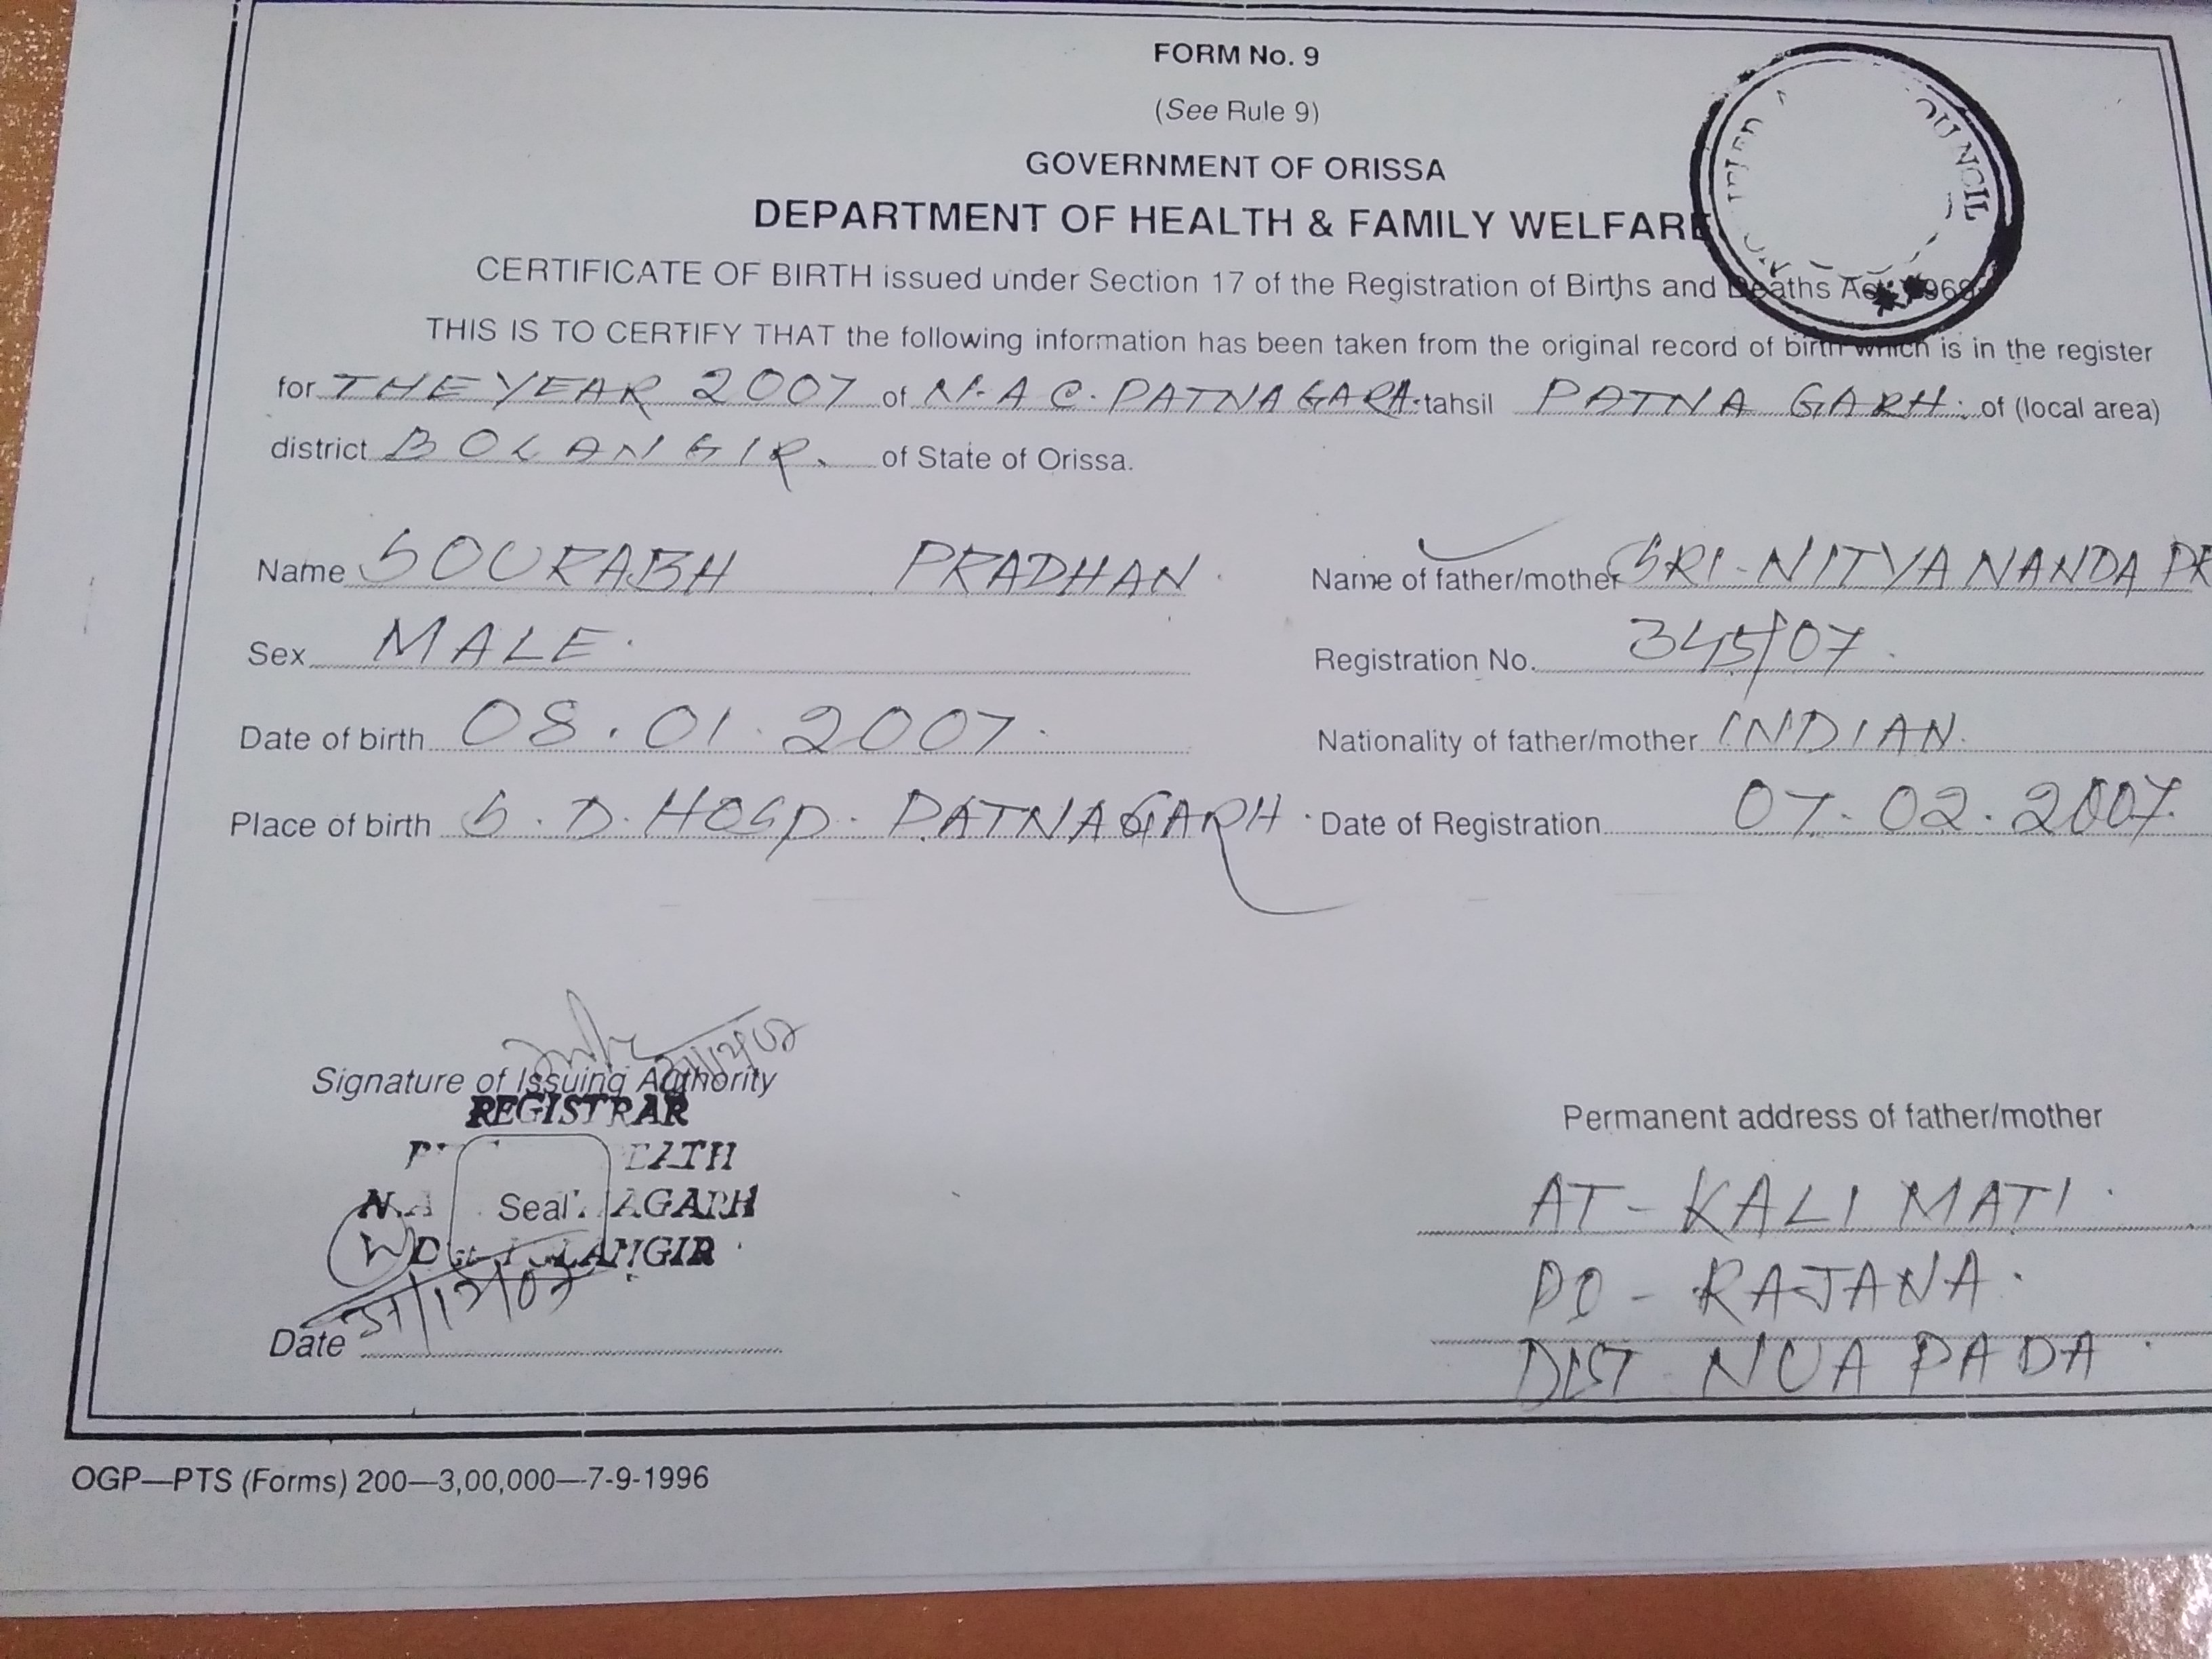 FORM No. 9
(See Rule 9)
GOVERNMENT OF ORISSA
DEPARTMENT OF HEALTH & FAMILY WELFARE
OUNCIL
CERTIFICATE OF BIRTH issued under Section 17 of the Registration of Births and Deaths Act 1969
THIS IS TO CERTIFY THAT the following information has been taken from the original record of birth which is in the register
for THE YEAR 2007 of N.A C. PATNAGARH. tahsil PATNA GARH. of (local area)
district BOLANGIR. of State of Orissa.
Name SOURABH PRADHAN. Name of father/mother SRI-NITYANANDA PR
Sex MALE. Registration No. 345/07.
Date of birth 08.01.2007. Nationality of father/mother INDIAN.
Place of birth S.D.HOSP. PATNAGARH. Date of Registration 07.02.2007.
Signature of Issuing Authority
REGISTRAR
Permanent address of father/mother
EATH
N.A Seal AGARH
AT-KALIMATI.
LANGIR
PO-RAJANA.
Date
DIST-NUAPADA
OGP—PTS (Forms) 200—3,00,000—7-9-1996